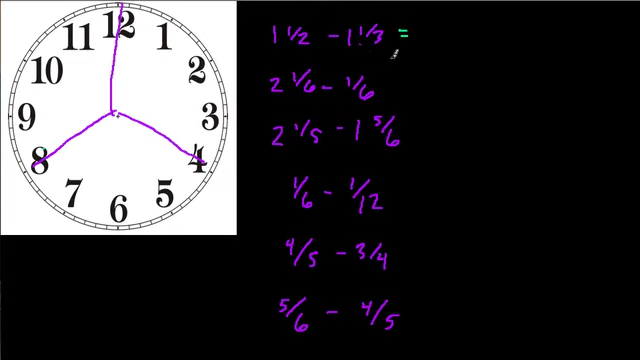 12
11 1
10 2
9 3
8 4
7 5
6
1 1/2 - 1 1/3 =
2 1/6 - 1/6
2 1/5 - 1 5/6
1/6 - 1/12
4/5 - 3/4
5/6 - 4/5